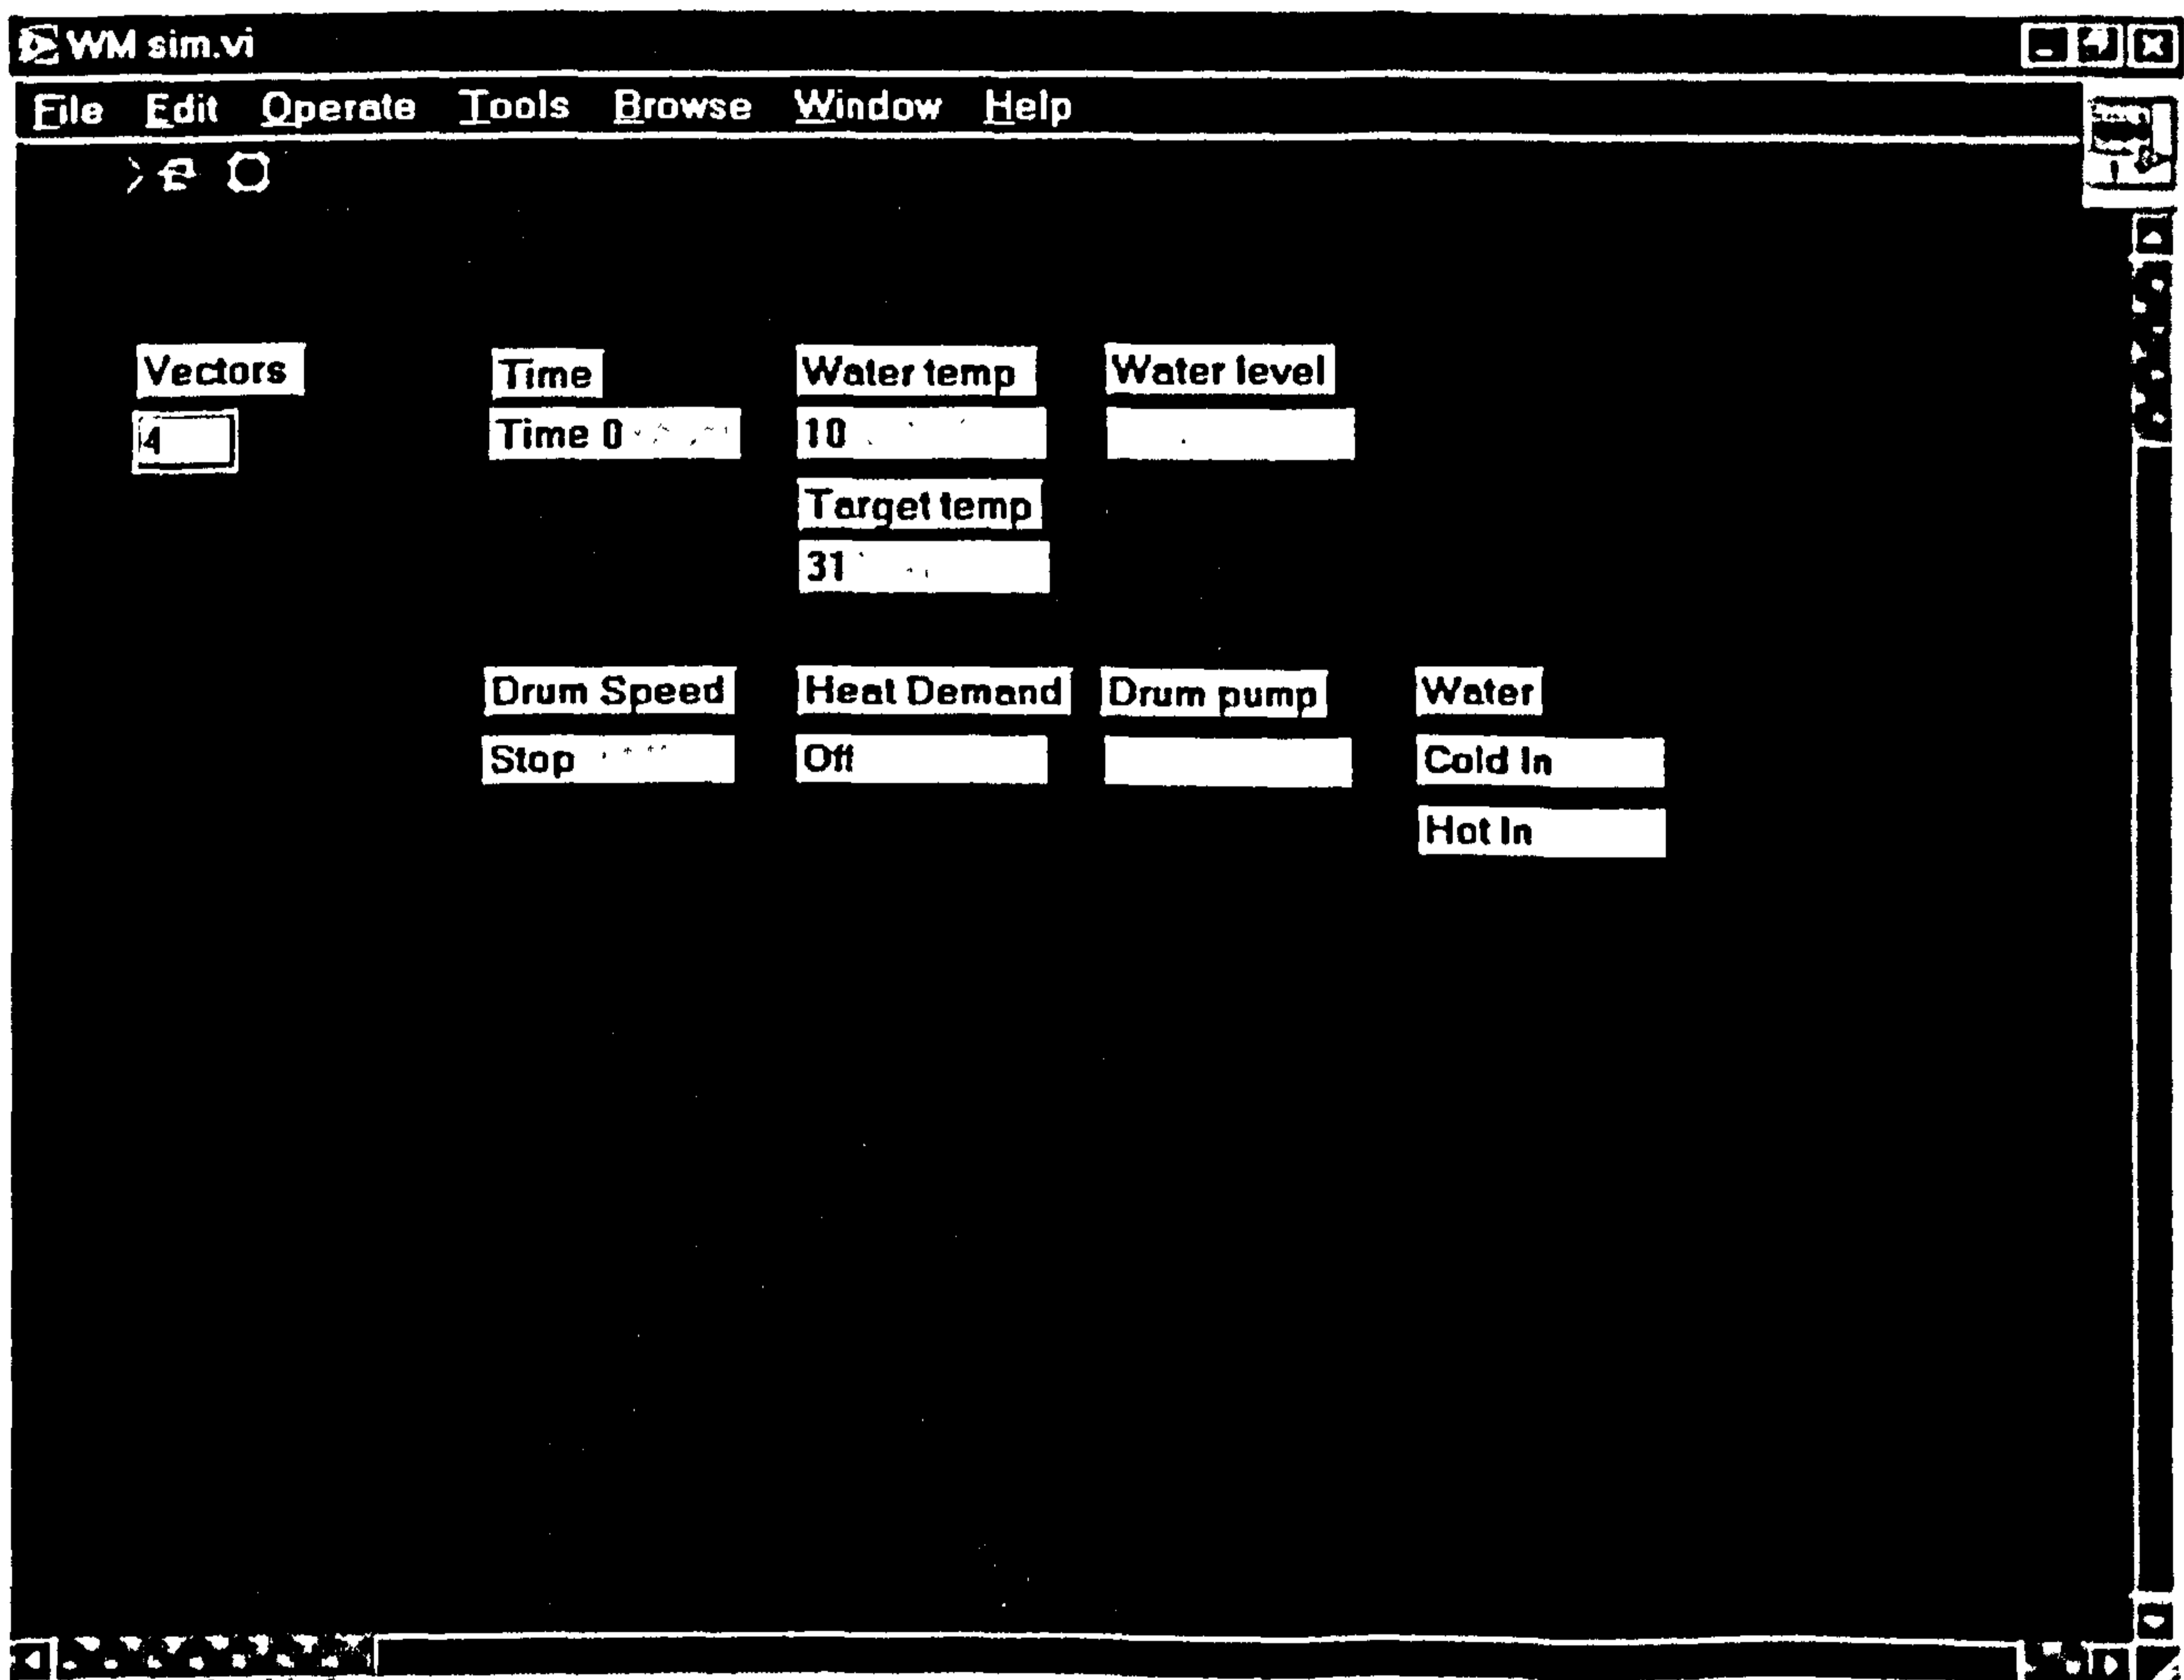 WM sim.vi
File Edit Operate Tools Browse Window Help
Vectors Time Water temp Water level
4 Time 0 10
Target temp
31
Drum Speed Heat Demand Drum pump Water
Stop Off Cold In
Hot In